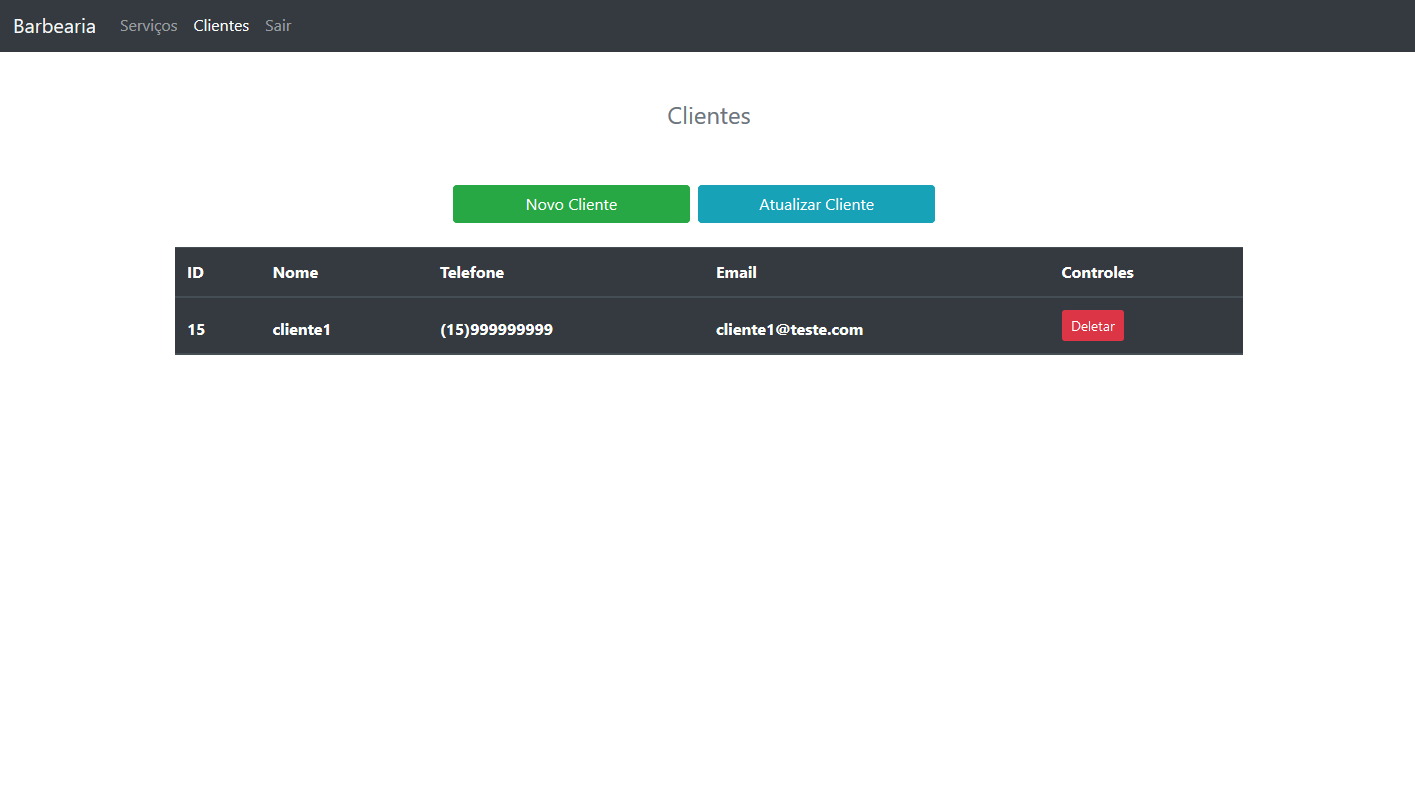 Barbearia Serviços Clientes Sair
Clientes
Novo Cliente Atualizar Cliente
ID Nome Telefone Email Controles
15 cliente1 (15)999999999 cliente1@teste.com Deletar